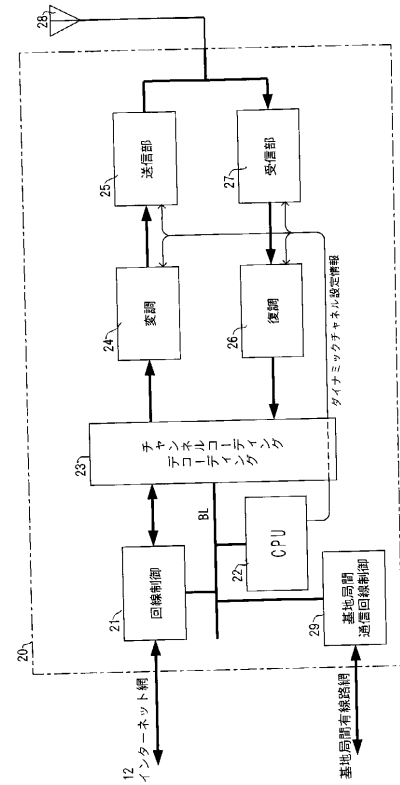 20
12
インターネット網
21
回線制御
22
CPU
BL
23
チャンネルコーティング
デコーティング
24
変調
25
送信部
26
復調
27
受信部
28
ダイナミックチャネル設定情報
29
基地局間
通信回線制御
基地局間有線路網